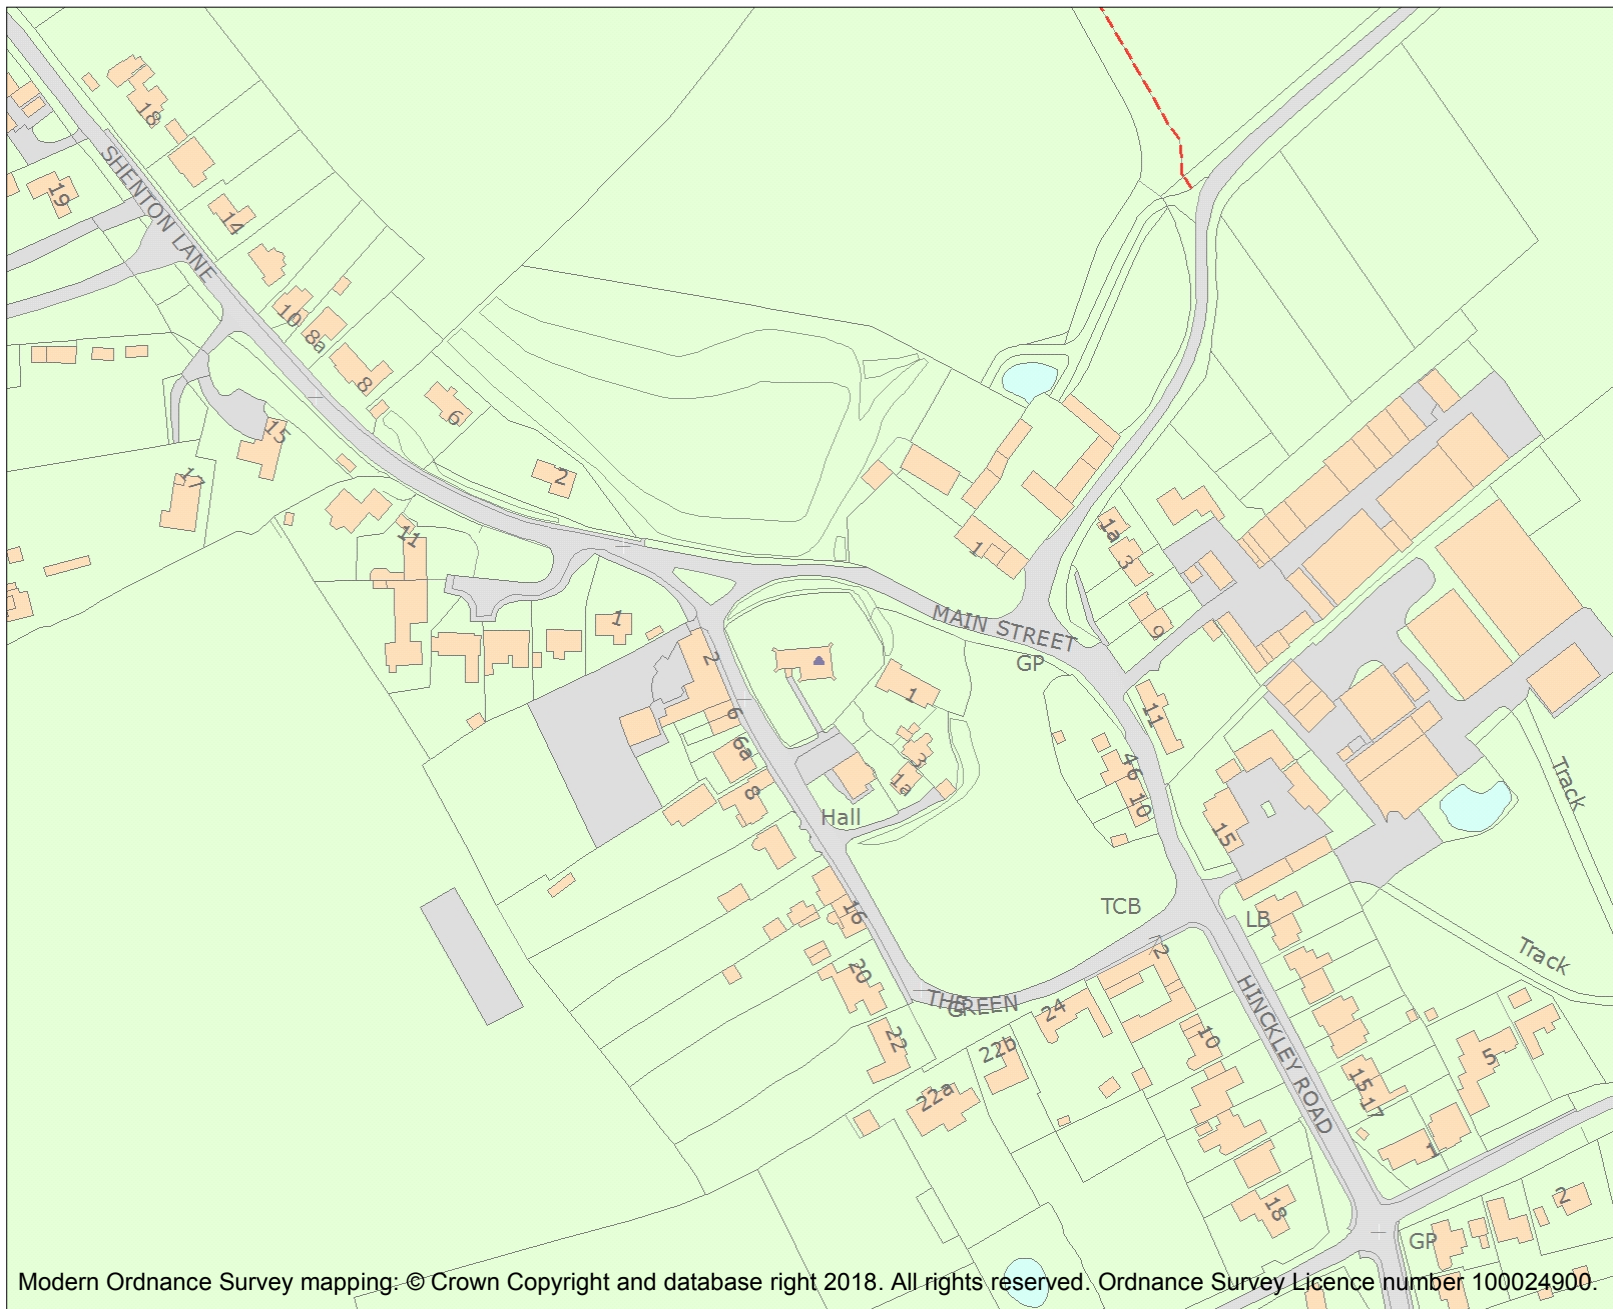 18
SHENTON LANE
19
14
10
8a
8
6
15
17
2
11
1
1
1a
3
9
MAIN STREET
GP
2
6
6a
8
1
3
1a
11
4
6
10
15
Hall
16
TCB
LB
Track
Track
20
THE
GREEN
24
2
22
22b
22a
10
HINCKLEY ROAD
15
17
5
1
2
18
GP
Modern Ordnance Survey mapping: © Crown Copyright and database right 2018. All rights reserved. Ordnance Survey Licence number 100024900.